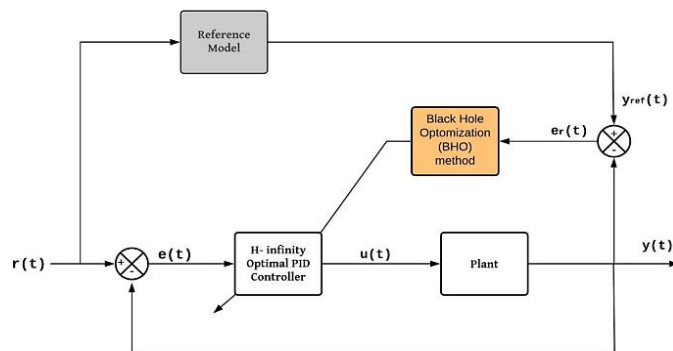 Reference
Model
yref(t)
Black Hole
Optomization
(BHO)
method
er(t)
+
-
r(t)
+
-
e(t)
H- infinity
Optimal PID
Controller
u(t)
Plant
y(t)